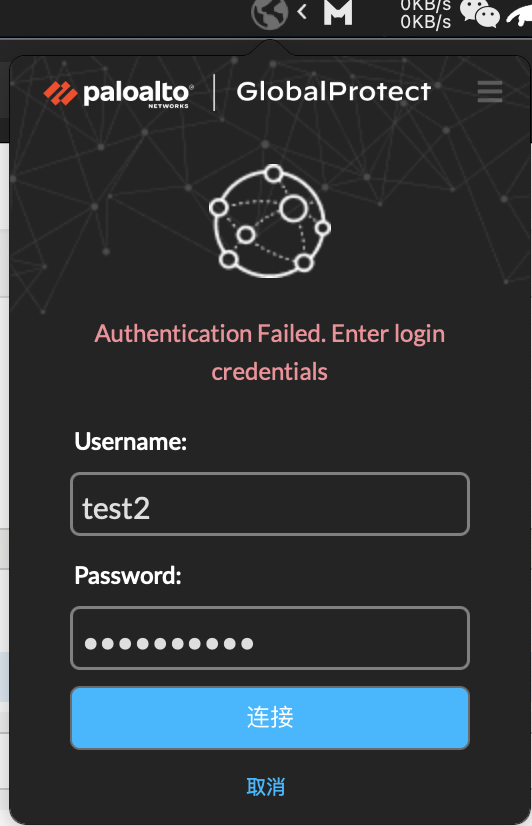 0KB/s
0KB/s
paloalto
NETWORKS
GlobalProtect
Authentication Failed. Enter login
credentials
Username:
test2
Password:
●●●●●●●●●●
连接
取消